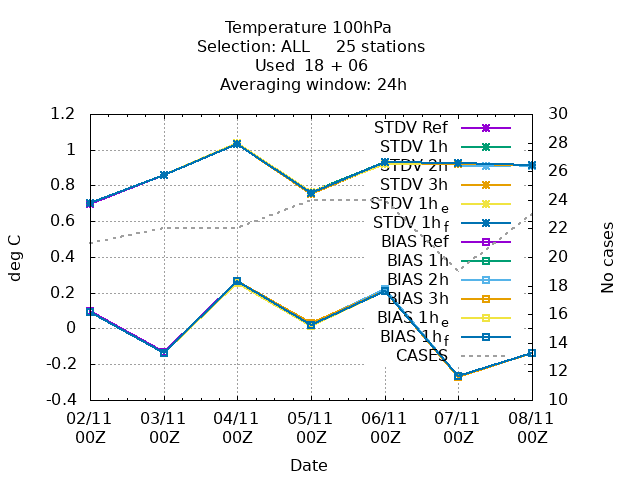 Temperature 100hPa
Selection: ALL 25 stations
Used 18 + 06
Averaging window: 24h
1.2
1
0.8
0.6
0.4
0.2
0
-0.2
-0.4
deg C
30
28
26
24
22
20
18
16
14
12
10
No cases
STDV Ref
STDV 1h
STDV 2h
STDV 3h
STDV 1he
STDV 1hf
BIAS Ref
BIAS 1h
BIAS 2h
BIAS 3h
BIAS 1he
BIAS 1hf
CASES
02/11 03/11 04/11 05/11 06/11 07/11 08/11
00Z 00Z 00Z 00Z 00Z 00Z 00Z
Date